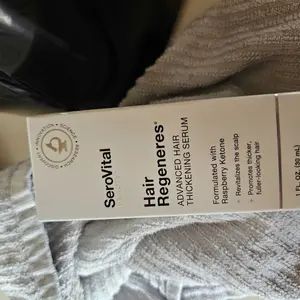 SeroVital
Hair
Regeneres®
ADVANCED HAIR
THICKENING SERUM
Formulated with
Raspberry Ketone
Revitalizes the scalp
Promotes thicker,
fuller-looking hair
1 FL. OZ. (30 mL)